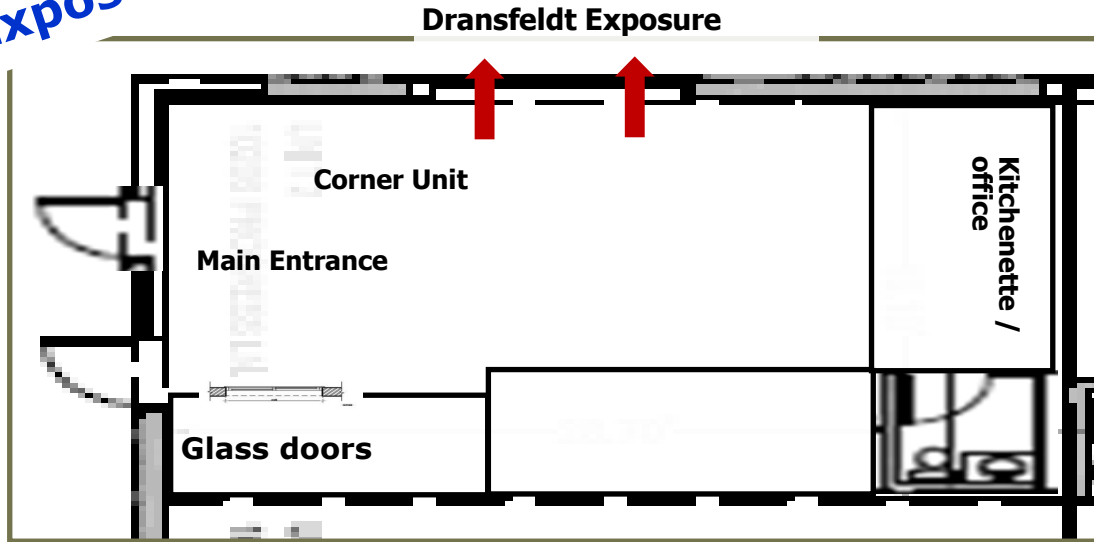 Dransfeldt Exposure
Corner Unit
Main Entrance
Kitchenette /
office
Glass doors